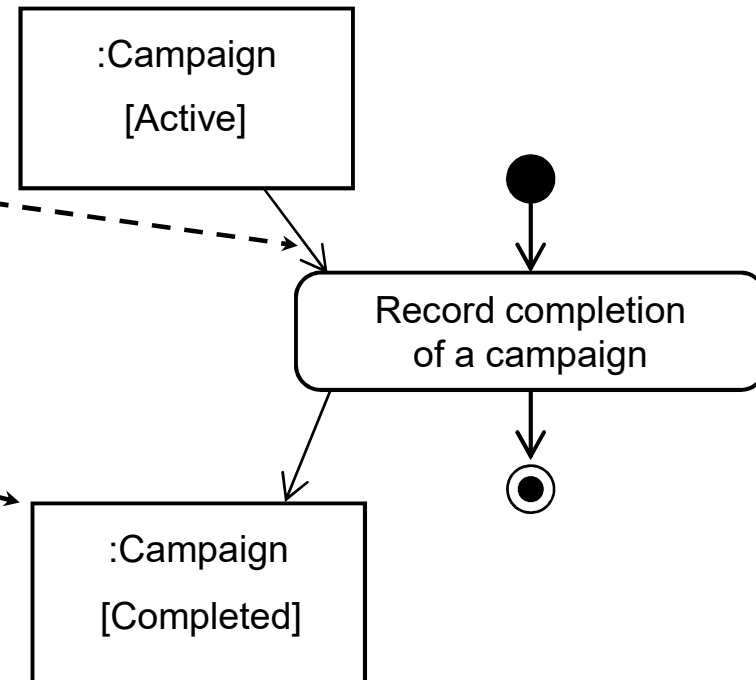 :Campaign
[Active]
Record completion
of a campaign
:Campaign
[Completed]